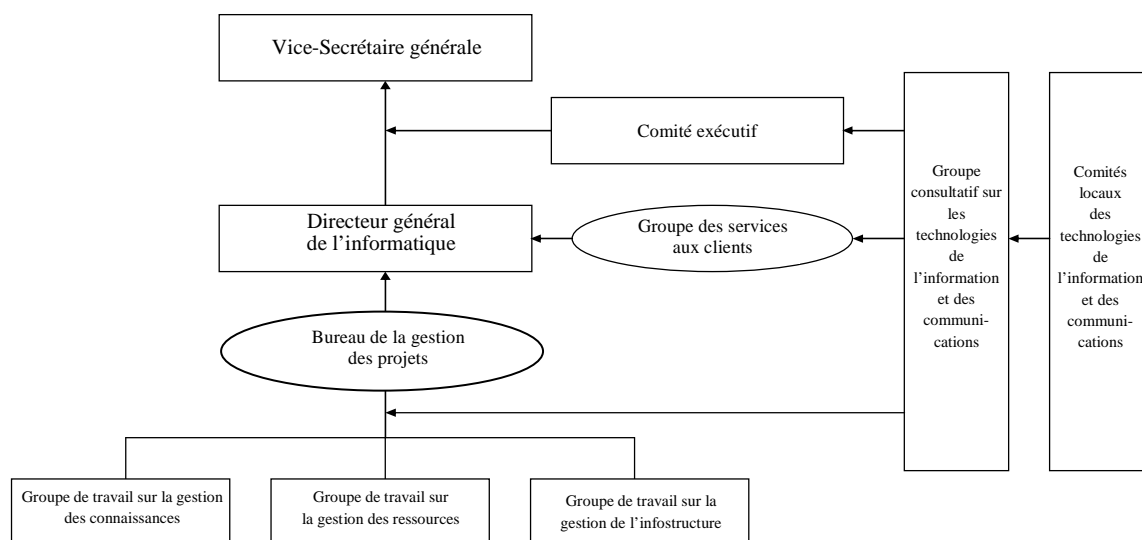 Vice-Secrétaire générale
Comité exécutif
Directeur général
de l’informatique
Groupe des services
aux clients
Groupe
consultatif sur
les
technologies
de
l’information
et des
communi-
cations
Comités
locaux
des
technologies
de
l’information
et des
communi-
cations
Bureau de la gestion
des projets
Groupe de travail sur la gestion
des connaissances
Groupe de travail sur
la gestion des ressources
Groupe de travail sur la
gestion de l’infostructure